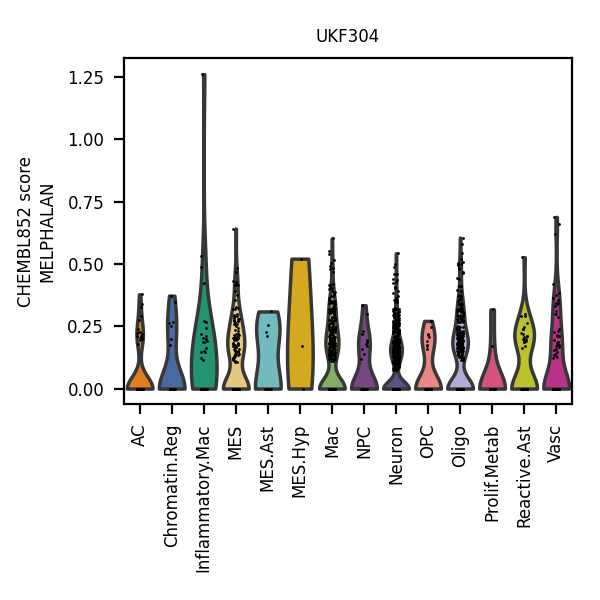 UKF304
CHEMBL852 score
MELPHALAN
1.25
1.00
0.75
0.50
0.25
0.00
AC
Chromatin.Reg
Inflammatory.Mac
MES
MES.Ast
MES.Hyp
Mac
NPC
Neuron
OPC
Oligo
Prolif.Metab
Reactive.Ast
Vasc